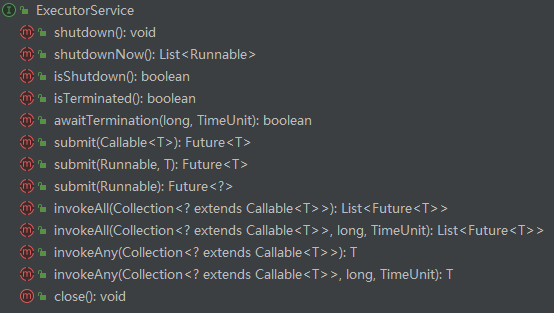 ExecutorService
shutdown(): void
shutdownNow(): List<Runnable>
isShutdown(): boolean
isTerminated(): boolean
awaitTermination(long, TimeUnit): boolean
submit(Callable<T>): Future<T>
submit(Runnable, T): Future<T>
submit(Runnable): Future<?>
invokeAll(Collection<? extends Callable<T>>): List<Future<T>>
invokeAll(Collection<? extends Callable<T>>, long, TimeUnit): List<Future<T>>
invokeAny(Collection<? extends Callable<T>>): T
invokeAny(Collection<? extends Callable<T>>, long, TimeUnit): T
close(): void